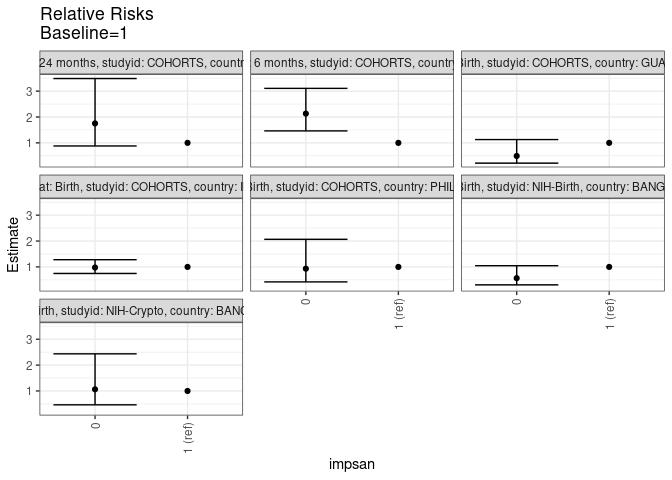 Relative Risks
Baseline=1
24 months, studyid: COHORTS, countr
6 months, studyid: COHORTS, country
Birth, studyid: COHORTS, country: GUA
3
2
1
at: Birth, studyid: COHORTS, country: I
Birth, studyid: COHORTS, country: PHIL
Birth, studyid: NIH-Birth, country: BANG
3
2
1
Estimate
irth, studyid: NIH-Crypto, country: BANG
0
1 (ref)
0
1 (ref)
3
2
1
0
1 (ref)
impsan